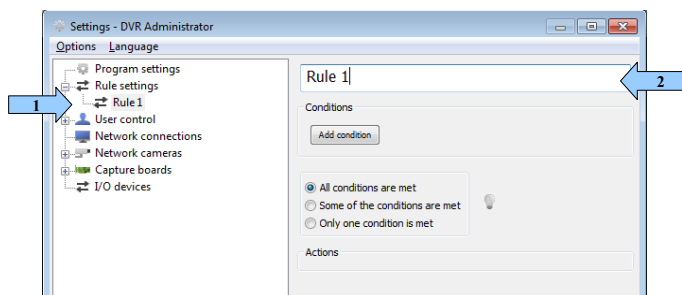 Settings - DVR Administrator
Options Language
Program settings
Rule settings
Rule 1
User control
Network connections
Network cameras
Capture boards
I/O devices
1
Rule 1
2
Conditions
Add condition
All conditions are met
Some of the conditions are met
Only one condition is met
Actions